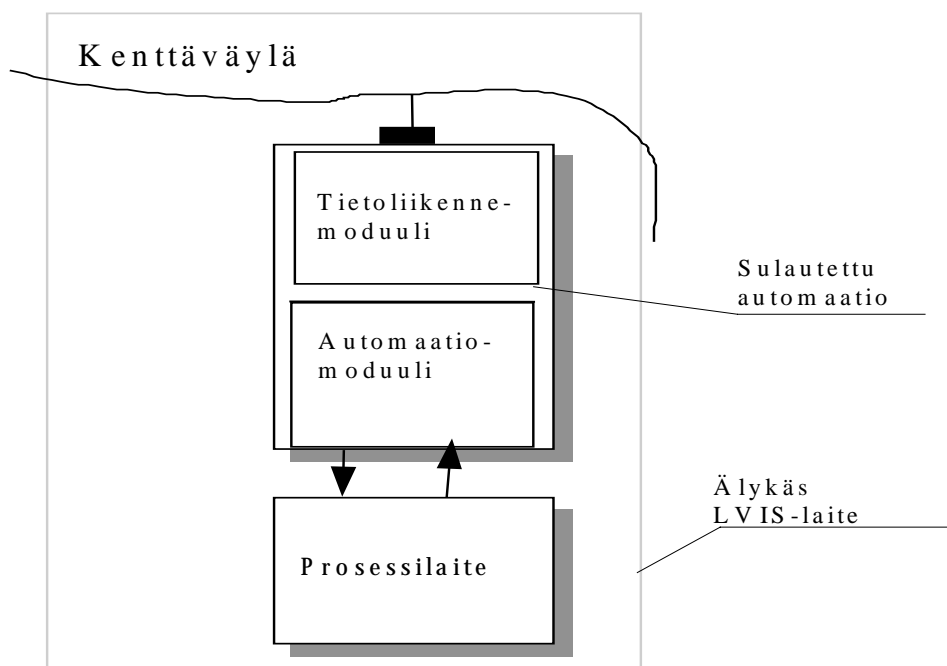 Kenttäväylä
Tietoliikenne-
moduuli
Sulautettu
automaatio
Automaatio-
moduuli
Älykäs
LVIS-laite
Prosessilaite